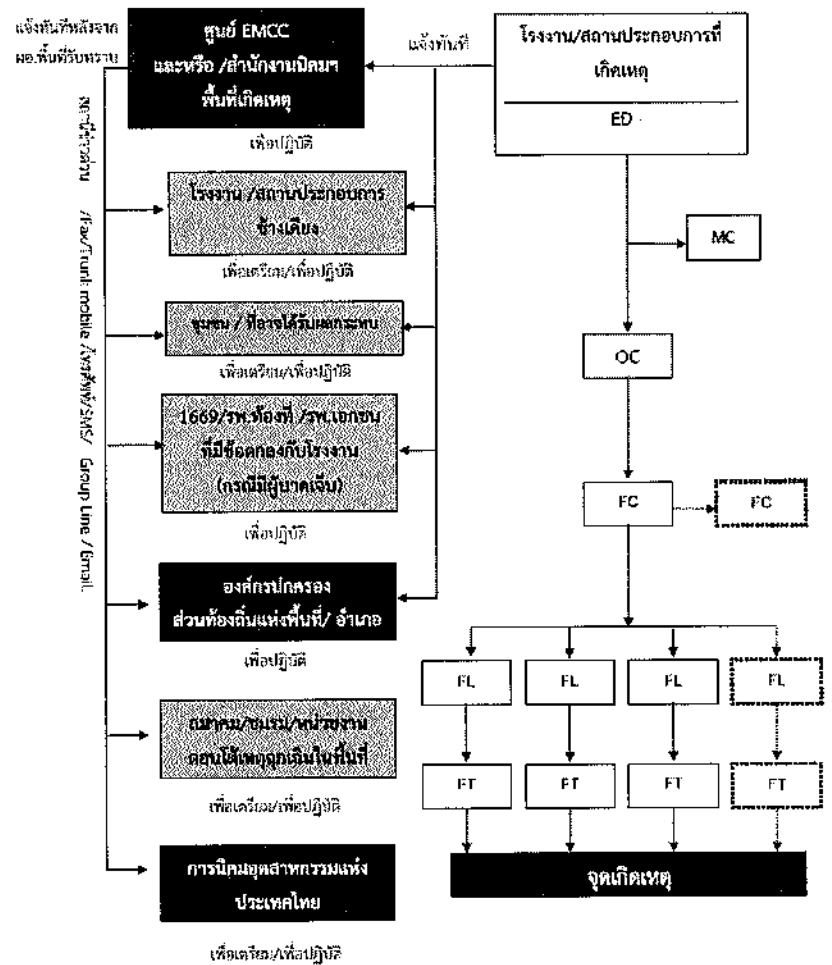 แจ้งทันทีหลังจาก
ผอ.พื้นที่รับทราบ
ศูนย์ EMCC
และหรือ /สำนักงานนิคมฯ
พื้นที่เกิดเหตุ
เพื่อปฏิบัติ
แจ้งทันที
โรงงาน/สถานประกอบการที่
เกิดเหตุ
ED
/Fax/Trunk mobile /โทรศัพท์/SMS/ Group Line / Email.
โรงงาน /สถานประกอบการ
ข้างเคียง
เพื่อเตรียม/เพื่อปฏิบัติ
MC
ชุมชน / ที่อาจได้รับผลกระทบ
เพื่อเตรียม/เพื่อปฏิบัติ
OC
1669/รพ.ท้องที่ /รพ.เอกชน
ที่มีข้อตกลงกับโรงงาน
(กรณีมีผู้บาดเจ็บ)
เพื่อปฏิบัติ
FC
FC
องค์กรปกครอง
ส่วนท้องถิ่นแห่งพื้นที่/ อำเภอ
เพื่อปฏิบัติ
FL
FL
FL
FL
สมาคม/ชมรม/หน่วยงาน
ตอบโต้เหตุฉุกเฉินในพื้นที่
เพื่อเตรียม/เพื่อปฏิบัติ
FT
FT
FT
FT
การนิคมอุตสาหกรรมแห่ง
ประเทศไทย
เพื่อเตรียม/เพื่อปฏิบัติ
จุดเกิดเหตุ